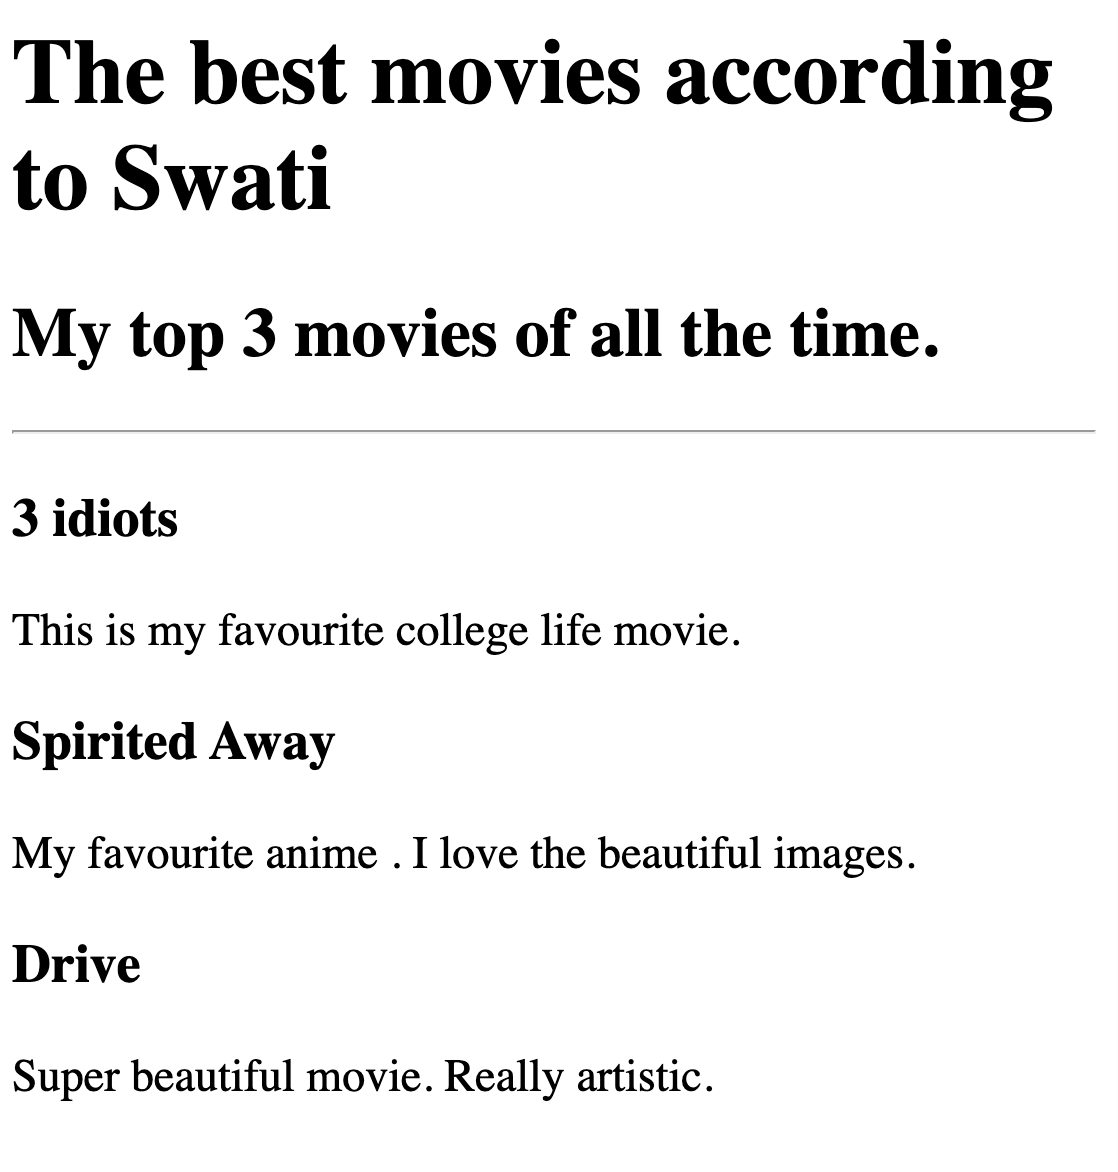 The best movies according
to Swati
My top 3 movies of all the time.
3 idiots
This is my favourite college life movie.
Spirited Away
My favourite anime . I love the beautiful images.
Drive
Super beautiful movie. Really artistic.